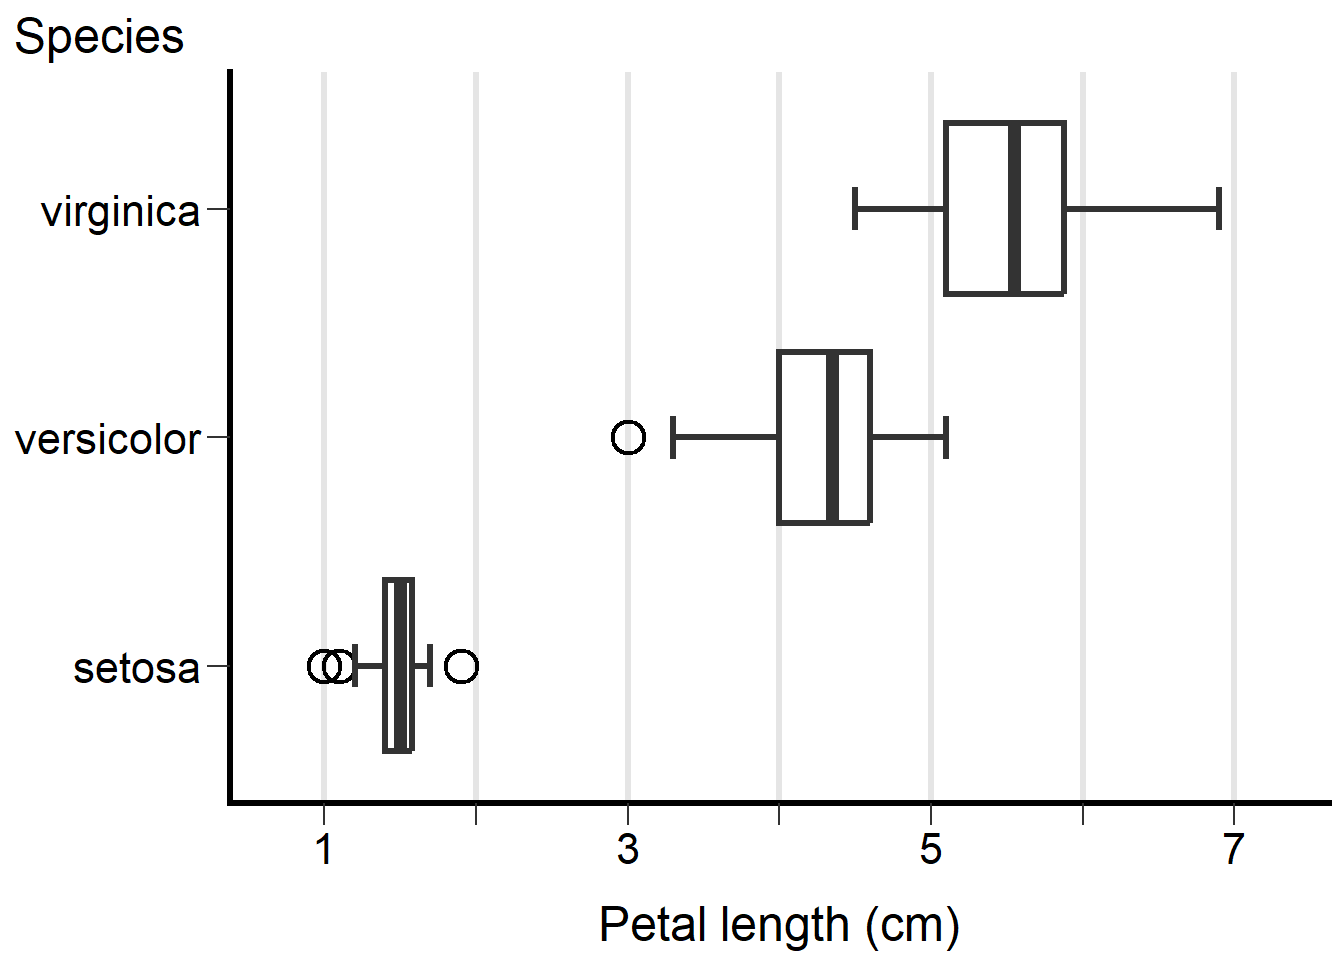 Species
virginica
versicolor
setosa
1 3 5 7
Petal length (cm)